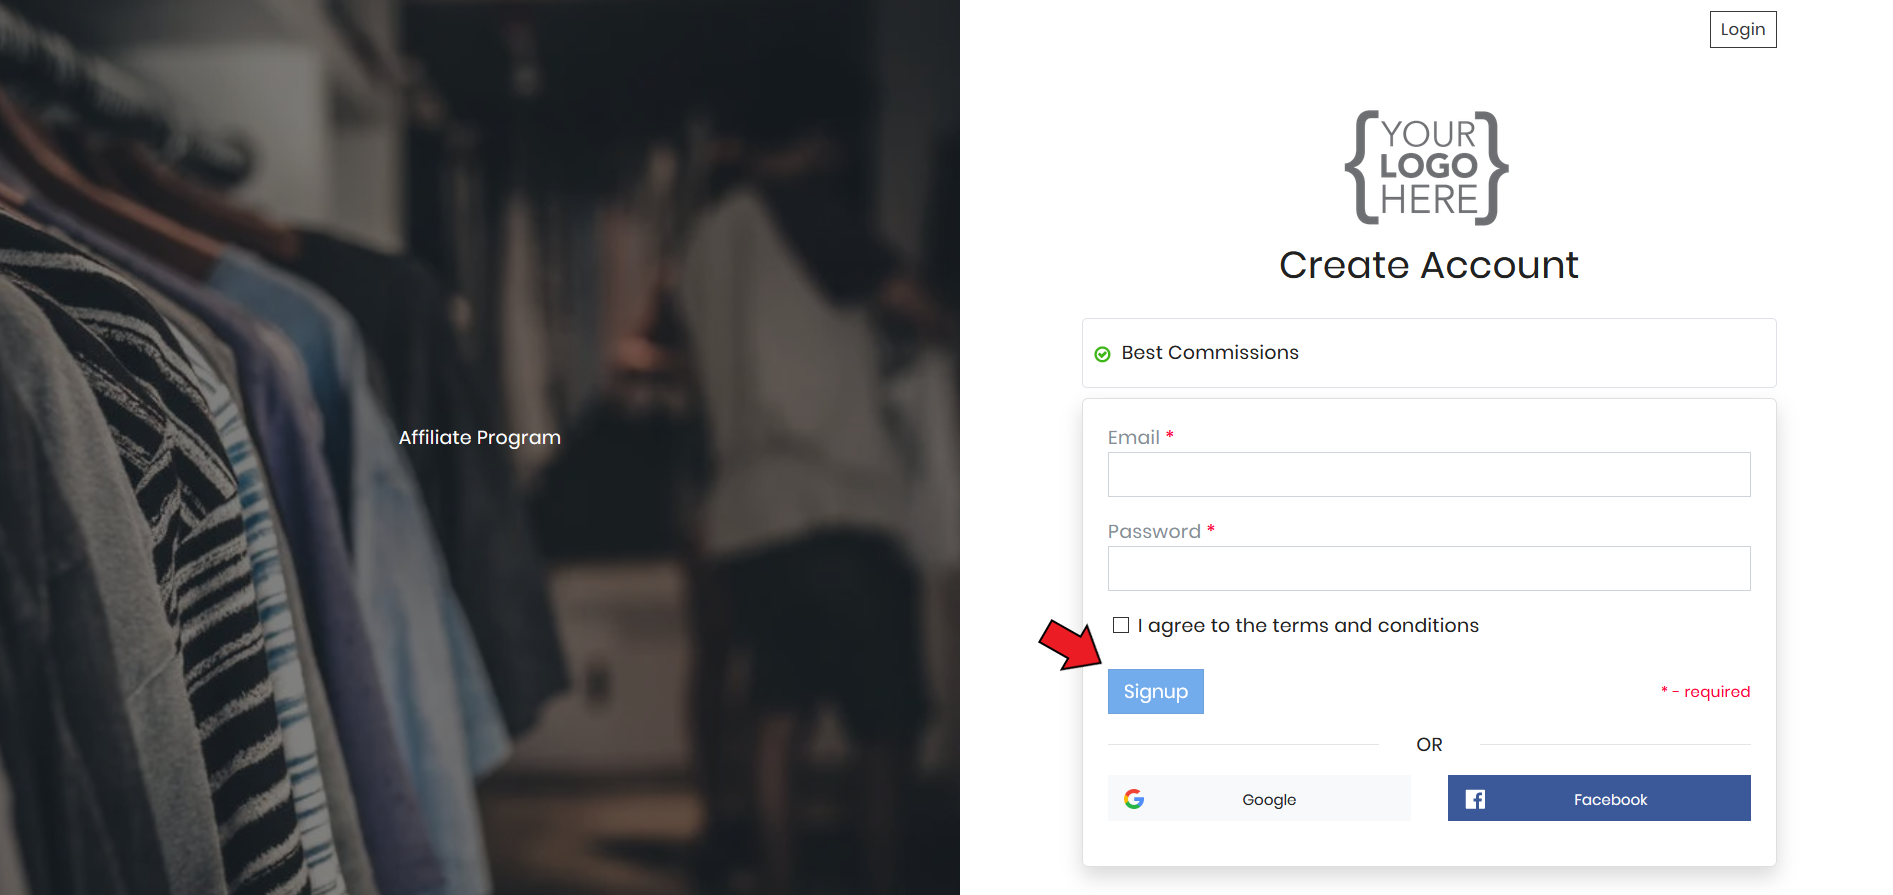 Login
YOUR
LOGO
HERE
Create Account
Best Commissions
Affiliate Program
Email *
Password *
I agree to the terms and conditions
Signup
* - required
OR
Google
Facebook